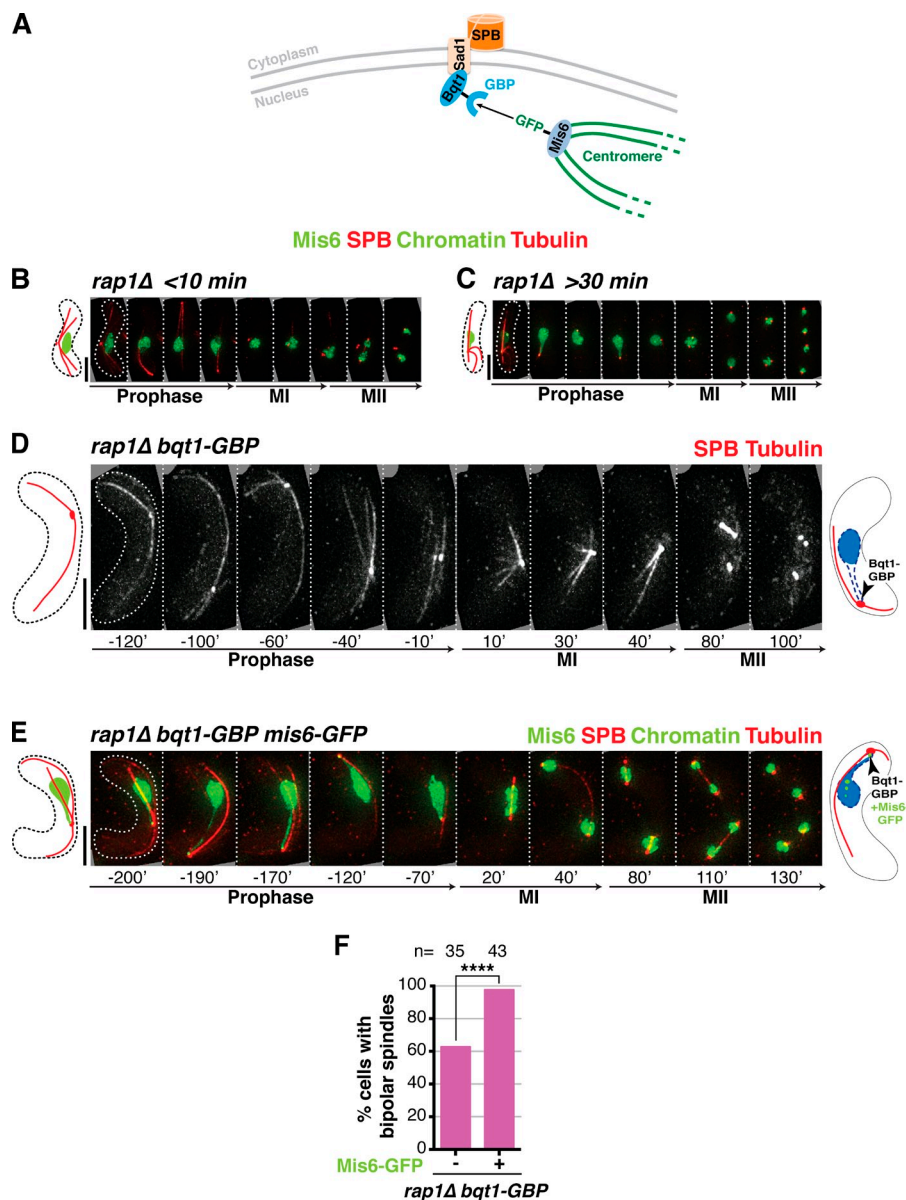 A
SPB
Sad1
Cytoplasm
Nucleus
Bqt1
GBP
GFP
Mis6
Centromere
Mis6 SPB Chromatin Tubulin
B
rap1Δ <10 min
Prophase
MI
MII
C
rap1Δ >30 min
Prophase
MI
MII
D
rap1Δ bqt1-GBP
SPB Tubulin
Bqt1-
GBP
-120’ -100’ -60’ -40’ -10’ 10’ 30’ 40’ 80’ 100’
Prophase
MI
MII
E
rap1Δ bqt1-GBP mis6-GFP
Mis6 SPB Chromatin Tubulin
Bqt1-
GBP
+Mis6
GFP
-200’ -190’ -170’ -120’ -70’ 20’ 40’ 80’ 110’ 130’
Prophase
MI
MII
F
n= 35 43
****
% cells with
bipolar spindles
100
80
60
40
20
0
Mis6-GFP - +
rap1Δ bqt1-GBP